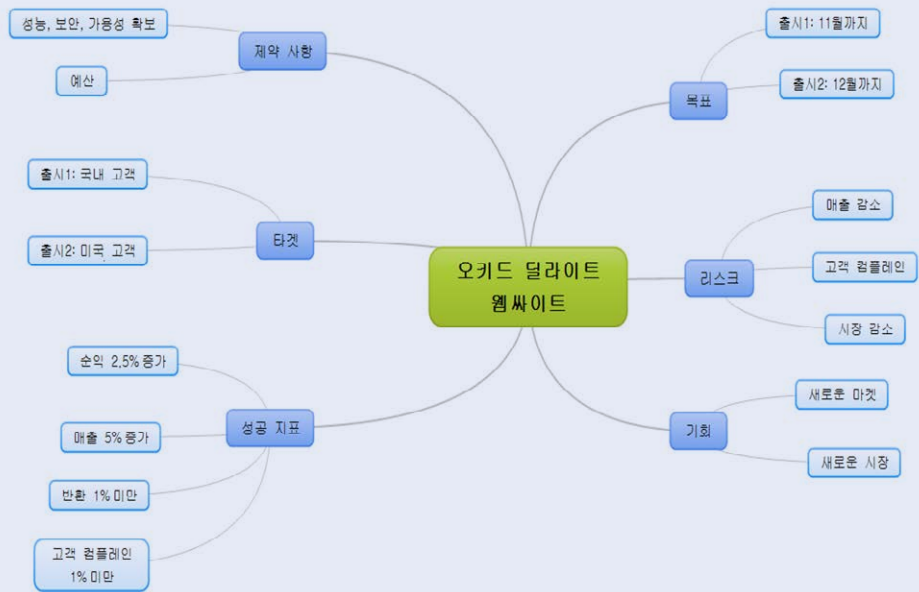 오키드 딜라이트
웹싸이트
제약 사항
성능, 보안, 가용성 확보
예산
타겟
출시1: 국내 고객
출시2: 미국 고객
성공 지표
순익 2.5% 증가
매출 5% 증가
반환 1% 미만
고객 컴플레인
1% 미만
목표
출시1: 11월까지
출시2: 12월까지
리스크
매출 감소
고객 컴플레인
시장 감소
기회
새로운 마켓
새로운 시장